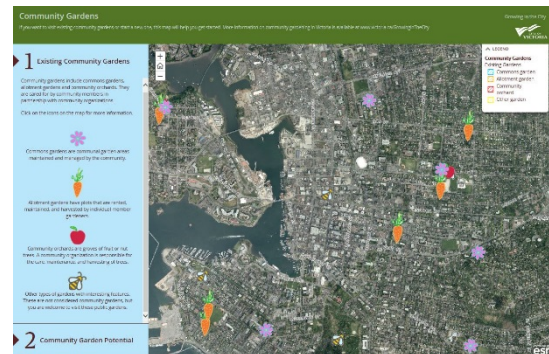 Community Gardens
Growing in the City
If you want to visit existing community gardens or start a new one, this map will help you get started. More information on community gardening in Victoria is available at www.victoria.ca/GrowingInTheCity
CITY OF
VICTORIA
1 Existing Community Gardens
Community gardens include commons gardens,
allotment gardens and community orchards. They
are cared for by community members in
partnership with community organizations.
Click on the icons on the map for more information.
Commons gardens are communal garden areas
maintained and managed by the community.
Allotment gardens have plots that are rented,
maintained, and harvested by individual member
gardeners.
Community orchards are groves of fruit or nut
trees. A community organization is responsible for
the care, maintenance, and harvesting of trees.
Other types of gardens with interesting features.
These are not considered community gardens, but
you are welcome to visit these public gardens.
2 Community Garden Potential
LEGEND
Community Gardens
Existing Gardens
Commons garden
Allotment garden
Community
orchard
Other garden
esri